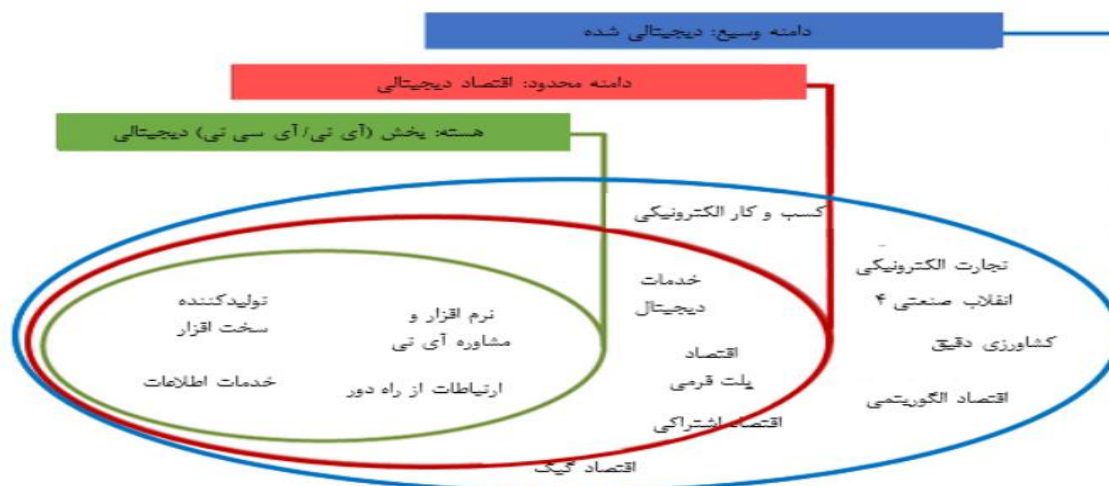 دامنه وسیع: دیجیتالی شده
دامنه محدود: اقتصاد دیجیتالی
هسته: بخش (آی تی/ آی سی تی) دیجیتالی
کسب و کار الکترونیکی
تجارت الکترونیکی
انقلاب صنعتی ۴
کشاورزی دقیق
اقتصاد الگوریتمی
خدمات
دیجیتال
اقتصاد
پلت فرمی
اقتصاد اشتراکی
اقتصاد گیگ
نرم افزار و
مشاوره آی تی
ارتباطات از راه دور
تولیدکننده
سخت افزار
خدمات اطلاعات